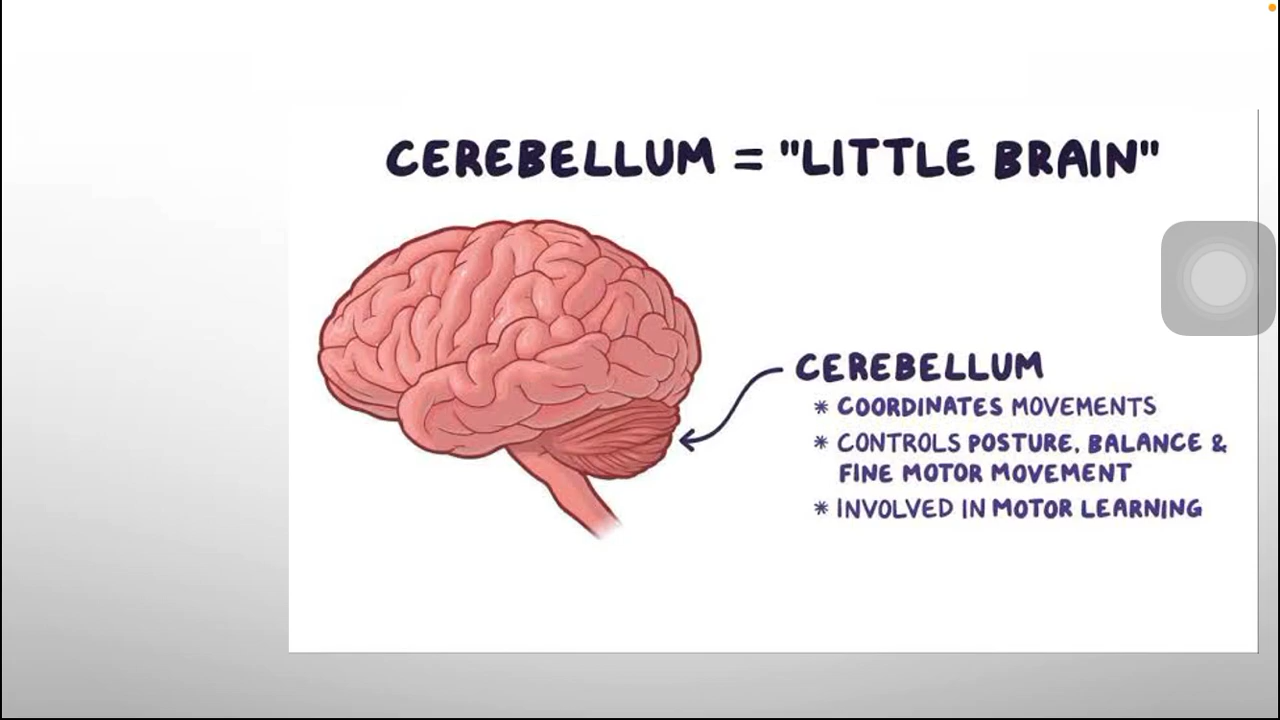 CEREBELLUM = "LITTLE BRAIN"
CEREBELLUM
* COORDINATES MOVEMENTS
* CONTROLS POSTURE, BALANCE &
FINE MOTOR MOVEMENT
* INVOLVED IN MOTOR LEARNING